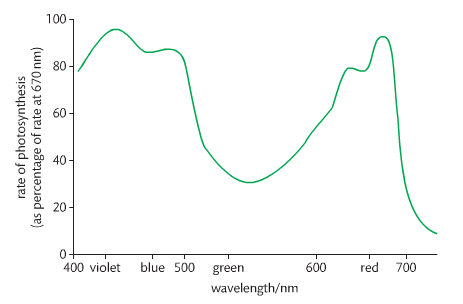 rate of photosynthesis
(as percentage of rate at 670 nm)
100
80
60
40
20
0
400 violet blue 500 green 600 red 700
wavelength/nm